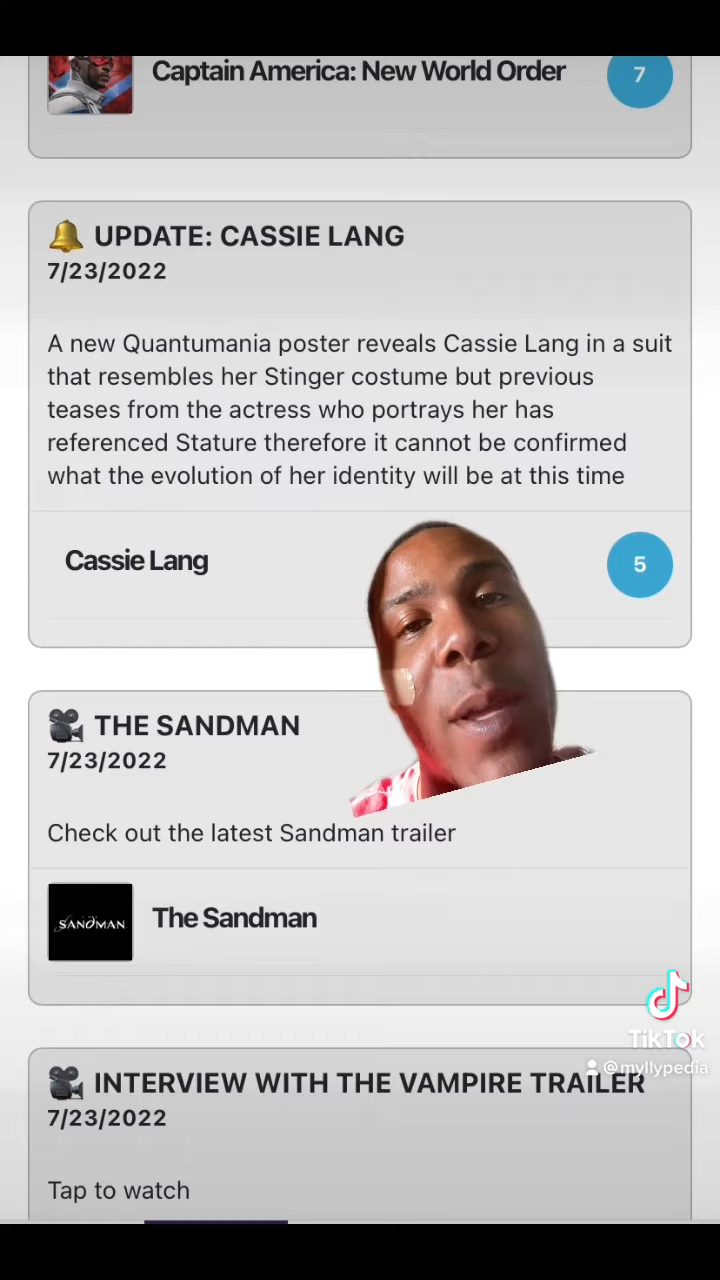 Captain America: New World Order
7
🔔 UPDATE: CASSIE LANG
7/23/2022
A new Quantumania poster reveals Cassie Lang in a suit
that resembles her Stinger costume but previous
teases from the actress who portrays her has
referenced Stature therefore it cannot be confirmed
what the evolution of her identity will be at this time
Cassie Lang
5
🎥 THE SANDMAN
7/23/2022
Check out the latest Sandman trailer
SANDMAN
The Sandman
TikTok
@myllypedia
🎥 INTERVIEW WITH THE VAMPIRE TRAILER
7/23/2022
Tap to watch